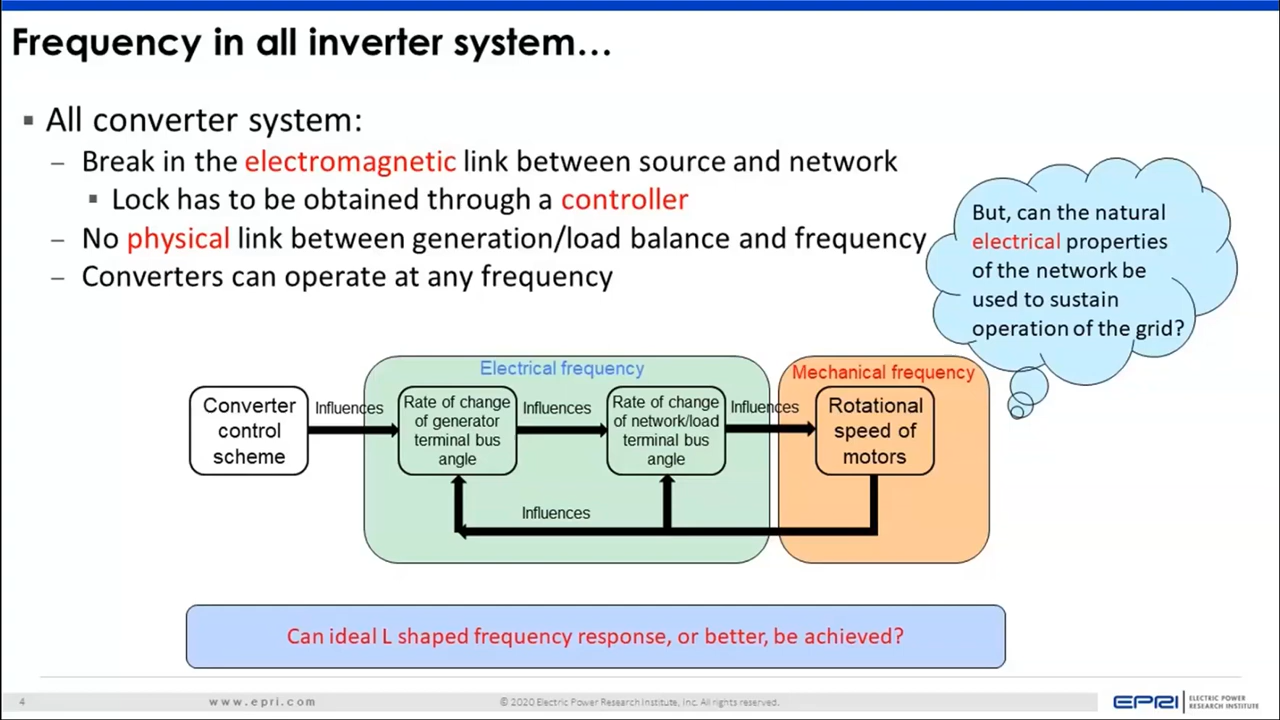 Frequency in all inverter system...
▪ All converter system:
– Break in the electromagnetic link between source and network
▪ Lock has to be obtained through a controller
– No physical link between generation/load balance and frequency
– Converters can operate at any frequency
But, can the natural
electrical properties
of the network be
used to sustain
operation of the grid?
Electrical frequency
Mechanical frequency
Converter
control
scheme
Influences
Rate of change
of generator
terminal bus
angle
Influences
Rate of change
of network/load
terminal bus
angle
Influences
Rotational
speed of
motors
Influences
Can ideal L shaped frequency response, or better, be achieved?
4
www.epri.com
© 2020 Electric Power Research Institute, Inc. All rights reserved.
EPRI
ELECTRIC POWER
RESEARCH INSTITUTE